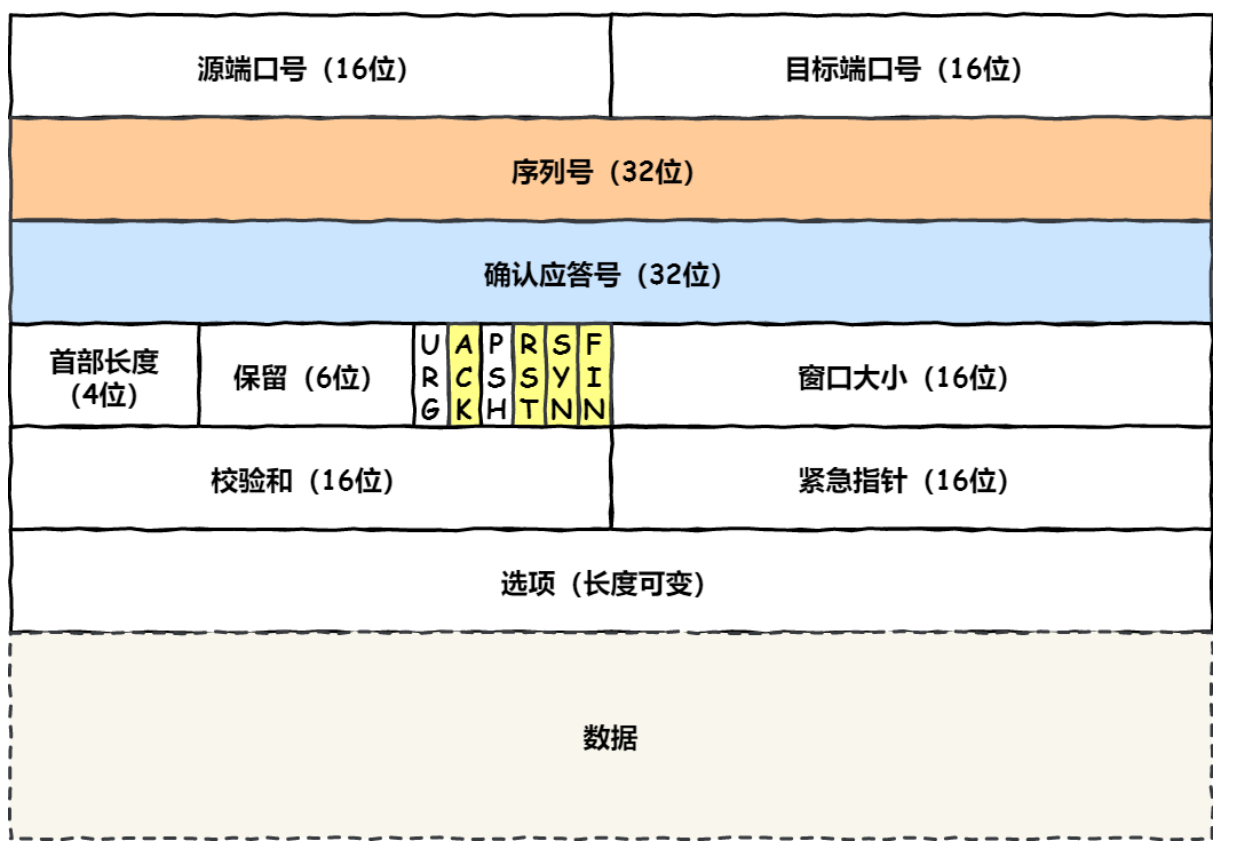 源端口号（16位）
目标端口号（16位）
序列号（32位）
确认应答号（32位）
首部长度
(4位)
保留（6位）
URG
ACK
PSH
RST
SYN
FIN
窗口大小（16位）
校验和（16位）
紧急指针（16位）
选项（长度可变）
数据